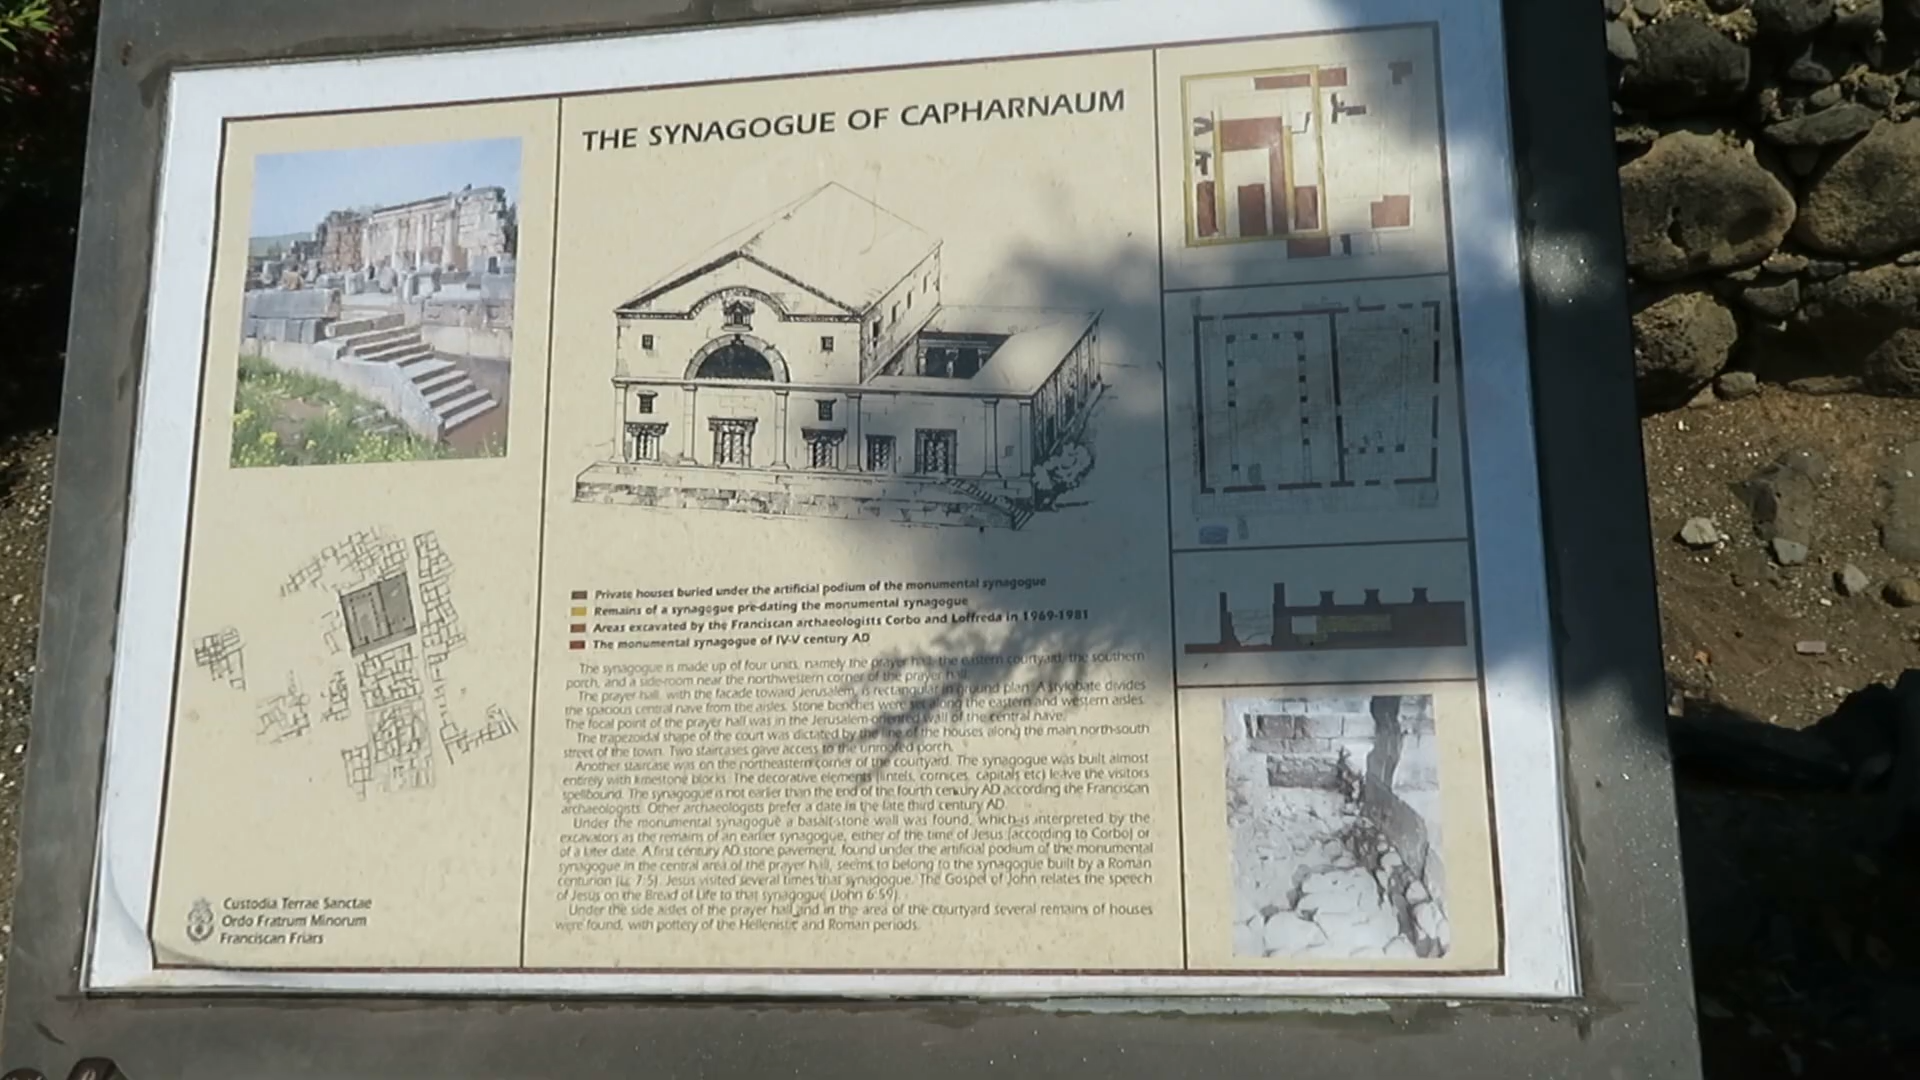 THE SYNAGOGUE OF CAPHARNAUM
Private houses buried under the artificial podium of the monumental synagogue
Remains of a synagogue pre-dating the monumental synagogue
Areas excavated by the Franciscan archaeologists Corbo and Loffreda in 1969-1981
The monumental synagogue of IV-V century AD
The synagogue is made up of four units, namely the prayer hall, the eastern courtyard, the southern
porch, and a side-room near the northwestern corner of the prayer hall.
The prayer hall, with the facade toward Jerusalem, is rectangular in ground plan. A stylobate divides
the spacious central nave from the aisles. Stone benches were set along the eastern and western aisles.
The focal point of the prayer hall was in the Jerusalem-oriented wall of the central nave.
The trapezoidal shape of the court was dictated by the line of the houses along the main north-south
street of the town. Two staircases gave access to the unroofed porch.
Another staircase was on the northeastern corner of the courtyard. The synagogue was built almost
entirely with limestone blocks. The decorative elements (lintels, cornices, capitals etc) leave the visitors
spellbound. The synagogue is not earlier than the end of the fourth century AD according the Franciscan
archaeologists. Other archaeologists prefer a date in the late third century AD.
Under the monumental synagogue a basalt-stone wall was found, which is interpreted by the
excavators as the remains of an earlier synagogue, either of the time of Jesus (according to Corbo) or
of a later date. A first century AD stone pavement, found under the artificial podium of the monumental
synagogue in the central area of the prayer hall, seems to belong to the synagogue built by a Roman
centurion (Lc 7:5). Jesus visited several times that synagogue. The Gospel of John relates the speech
of Jesus on the Bread of Life to that synagogue (John 6:59).
Under the side aisles of the prayer hall and in the area of the courtyard several remains of houses
were found, with pottery of the Hellenistic and Roman periods.
Custodia Terrae Sanctae
Ordo Fratrum Minorum
Franciscan Friars